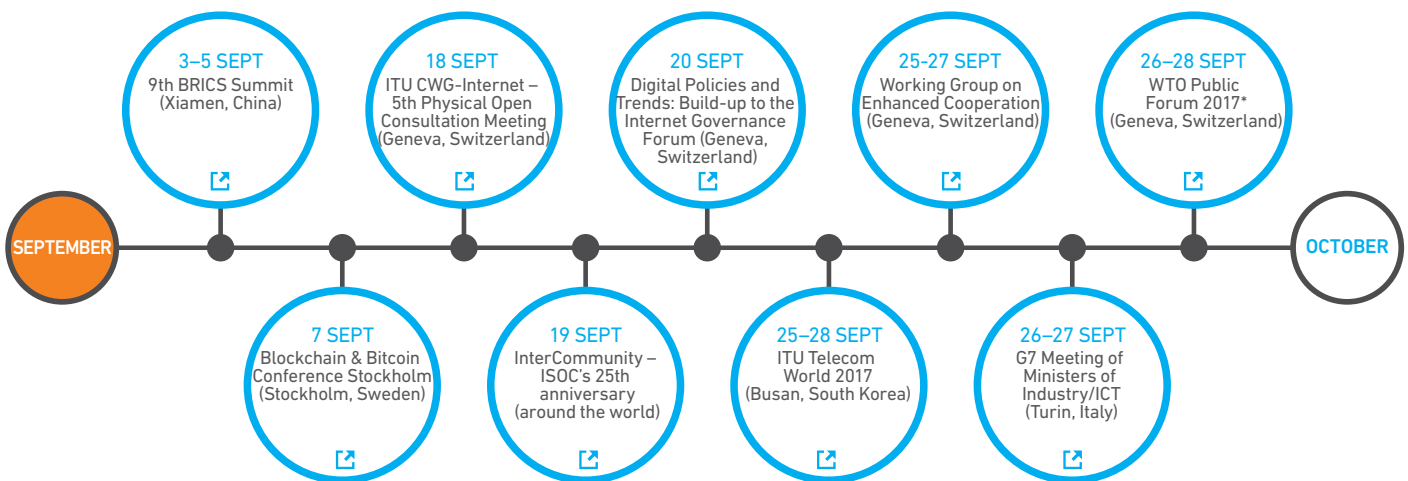 3–5 SEPT
9th BRICS Summit
(Xiamen, China)
18 SEPT
ITU CWG-Internet –
5th Physical Open
Consultation Meeting
(Geneva, Switzerland)
20 SEPT
Digital Policies and
Trends: Build-up to the
Internet Governance
Forum (Geneva,
Switzerland)
25-27 SEPT
Working Group on
Enhanced Cooperation
(Geneva, Switzerland)
26–28 SEPT
WTO Public
Forum 2017*
(Geneva, Switzerland)
SEPTEMBER
OCTOBER
7 SEPT
Blockchain & Bitcoin
Conference Stockholm
(Stockholm, Sweden)
19 SEPT
InterCommunity –
ISOC's 25th
anniversary
(around the world)
25–28 SEPT
ITU Telecom
World 2017
(Busan, South Korea)
26–27 SEPT
G7 Meeting of
Ministers of
Industry/ICT
(Turin, Italy)